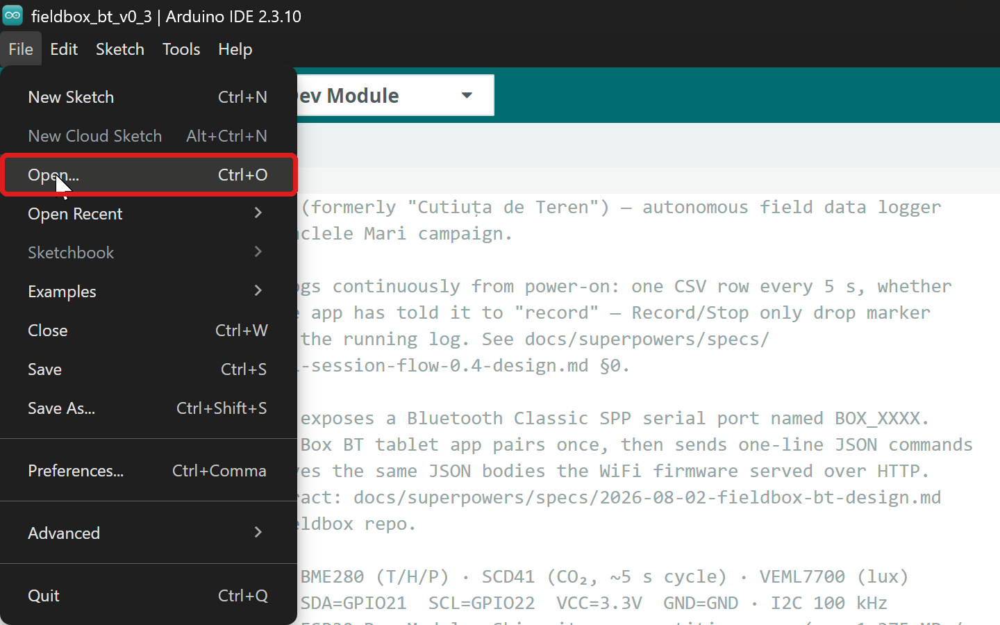 fieldbox_bt_v0_3 | Arduino IDE 2.3.10
File Edit Sketch Tools Help
New Sketch Ctrl+N
Dev Module
New Cloud Sketch Alt+Ctrl+N
Open... Ctrl+O
Open Recent
Sketchbook
Examples
Close Ctrl+W
Save Ctrl+S
Save As... Ctrl+Shift+S
Preferences... Ctrl+Comma
Advanced
Quit Ctrl+Q
(formerly "Cutiuța de Teren") — autonomous field data logger
Mari campaign.
continuously from power-on: one CSV row every 5 s, whether
app has told it to "record" — Record/Stop only drop marker
the running log. See docs/superpowers/specs/
-session-flow-0.4-design.md §0.
exposes a Bluetooth Classic SPP serial port named BOX_XXXX.
Box BT tablet app pairs once, then sends one-line JSON commands
the same JSON bodies the WiFi firmware served over HTTP.
docs/superpowers/specs/2026-08-02-fieldbox-bt-design.md
repo.
BME280 (T/H/P) · SCD41 (CO₂, ~5 s cycle) · VEML7700 (lux)
SDA=GPIO21 SCL=GPIO22 VCC=3.3V GND=GND · I2C 100 kHz